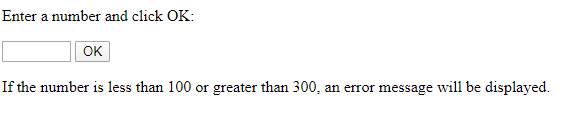 Enter a number and click OK:
OK
If the number is less than 100 or greater than 300, an error message will be displayed.